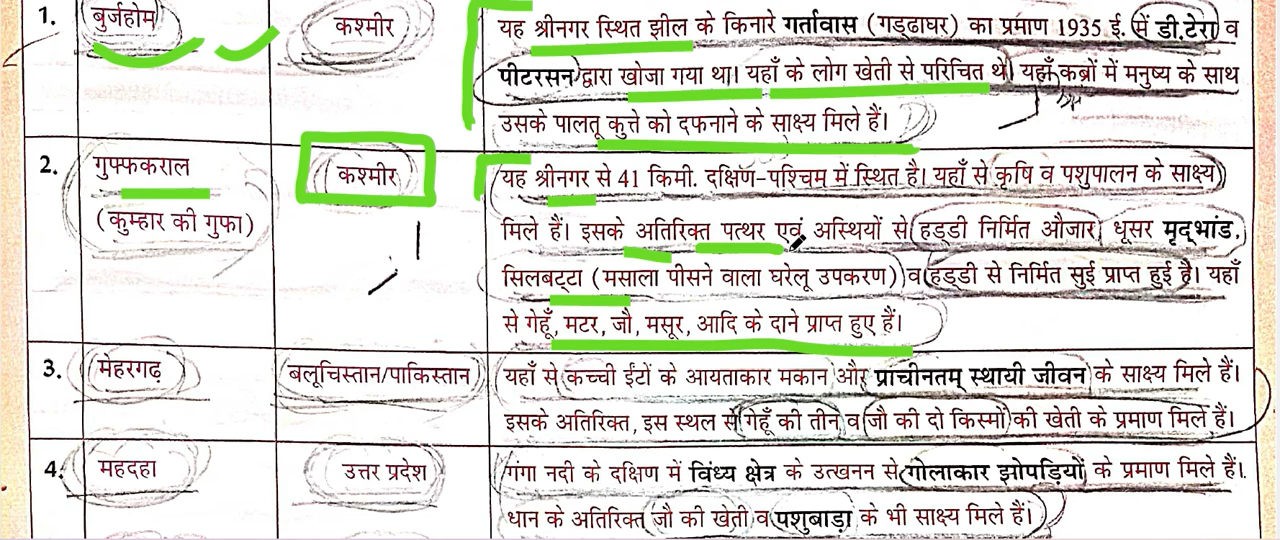 1.
बुर्जहोम
कश्मीर
यह श्रीनगर स्थित झील के किनारे गर्तावास (गड्ढाघर) का प्रमाण 1935 ई. में डी.टेरा व
पीटरसन द्वारा खोजा गया था। यहाँ के लोग खेती से परिचित थे। यहाँ कब्रों में मनुष्य के साथ
उसके पालतू कुत्ते को दफनाने के साक्ष्य मिले हैं।
2.
गुफ्फकराल
(कुम्हार की गुफा)
कश्मीर
यह श्रीनगर से 41 किमी. दक्षिण-पश्चिम में स्थित है। यहाँ से कृषि व पशुपालन के साक्ष्य
मिले हैं। इसके अतिरिक्त पत्थर एवं अस्थियों से हड्डी निर्मित औजार धूसर मृद्भांड,
सिलबट्टा (मसाला पीसने वाला घरेलू उपकरण) व हड्डी से निर्मित सुई प्राप्त हुई है। यहाँ
से गेहूँ, मटर, जौ, मसूर, आदि के दाने प्राप्त हुए हैं।
3.
मेहरगढ़
बलूचिस्तान/पाकिस्तान
यहाँ से कच्ची ईंटों के आयताकार मकान और प्राचीनतम् स्थायी जीवन के साक्ष्य मिले हैं।
इसके अतिरिक्त, इस स्थल से गेहूँ की तीन व जौ की दो किस्मों की खेती के प्रमाण मिले हैं।
4.
महदहा
उत्तर प्रदेश
गंगा नदी के दक्षिण में विंध्य क्षेत्र के उत्खनन से गोलाकार झोपड़ियों के प्रमाण मिले हैं।
धान के अतिरिक्त जौ की खेती व पशुबाड़ा के भी साक्ष्य मिले हैं।